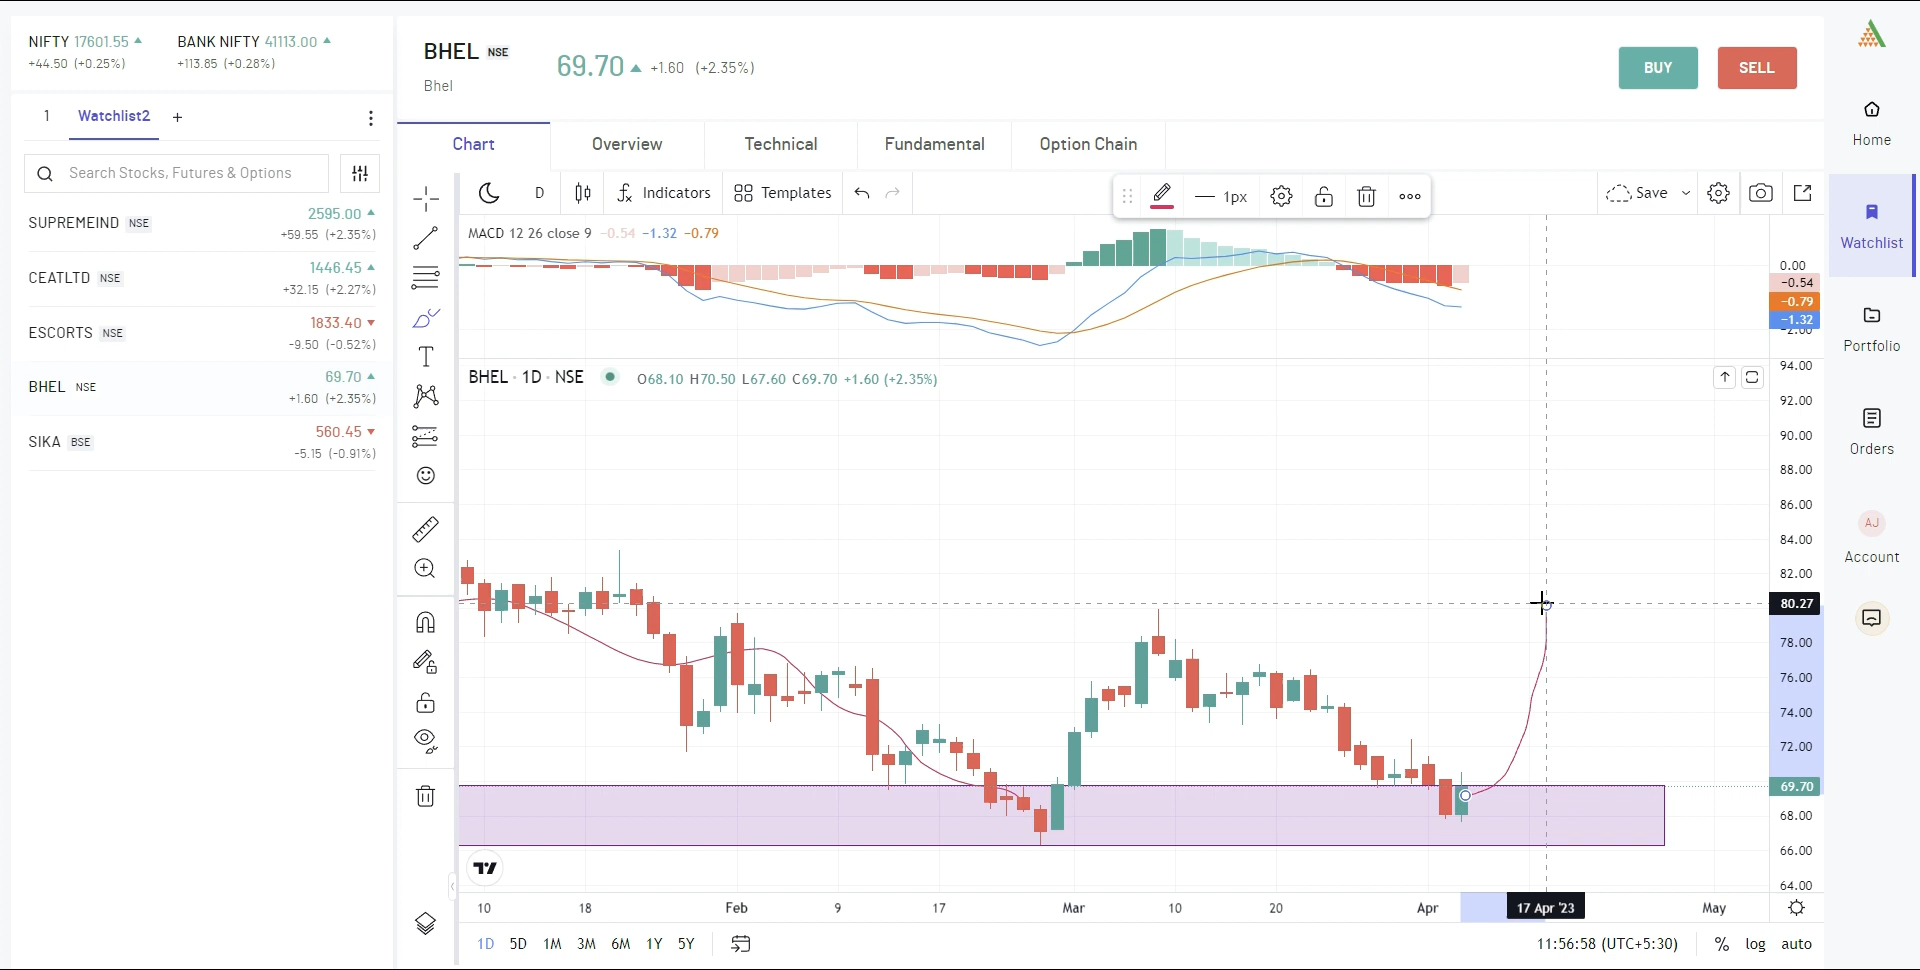 NIFTY 17601.55
BANK NIFTY 41113.00
+44.50 (+0.25%)
+113.85 (+0.28%)
1
Watchlist2
+
Search Stocks, Futures & Options
SUPREMEIND NSE
2595.00
+59.55 (+2.35%)
CEATLTD NSE
1446.45
+32.15 (+2.27%)
ESCORTS NSE
1833.40
-9.50 (-0.52%)
BHEL NSE
69.70
+1.60 (+2.35%)
SIKA BSE
560.45
-5.15 (-0.91%)
BHEL NSE
Bhel
69.70 +1.60 (+2.35%)
BUY SELL
Chart Overview Technical Fundamental Option Chain
D Indicators Templates
1px
Save
MACD 12 26 close 9 −0.54 −1.32 −0.79
0.00
−0.54
−0.79
−1.32
−2.00
BHEL · 1D · NSE O68.10 H70.50 L67.60 C69.70 +1.60 (+2.35%)
94.00
92.00
90.00
88.00
86.00
84.00
82.00
80.27
78.00
76.00
74.00
72.00
69.70
68.00
66.00
64.00
10 18 Feb 9 17 Mar 10 20 Apr 17 Apr '23 May
1D 5D 1M 3M 6M 1Y 5Y
11:56:58 (UTC+5:30) % log auto
Home
Watchlist
Portfolio
Orders
AJ
Account